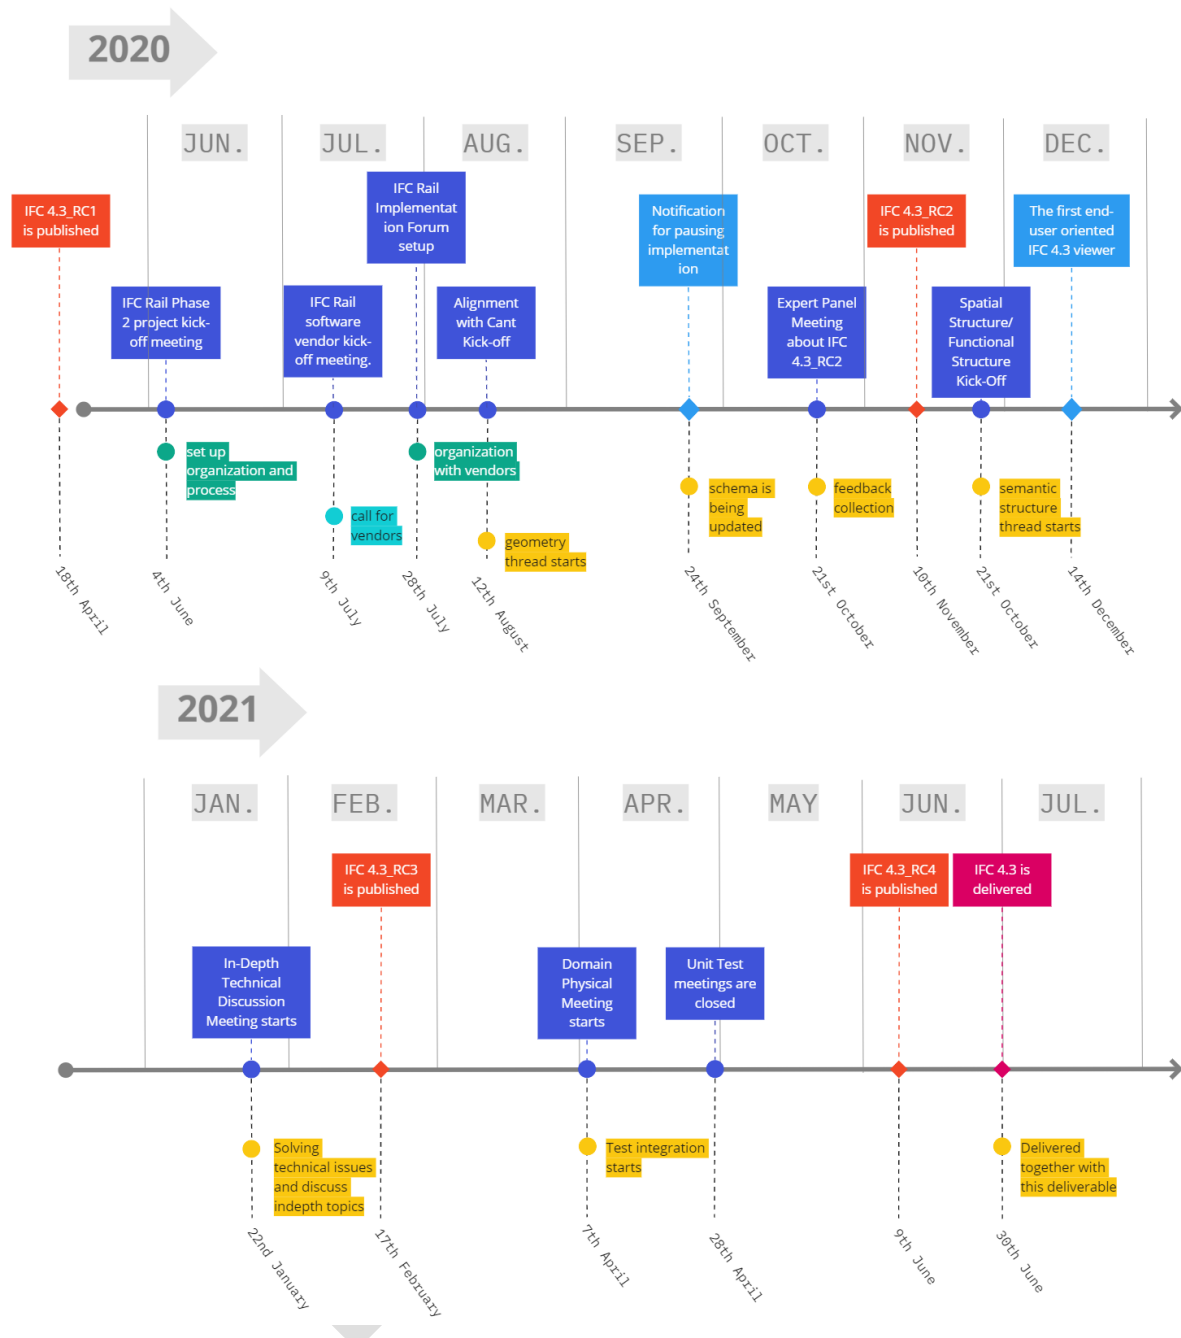 2020
JUN.
JUL.
AUG.
SEP.
OCT.
NOV.
DEC.
IFC 4.3_RC1
is published
IFC Rail Phase
2 project kick-
off meeting
IFC Rail
software
vendor kick-
off meeting.
IFC Rail
Implementat
ion Forum
setup
Alignment
with Cant
Kick-off
Notification
for pausing
implementat
ion
Expert Panel
Meeting
about IFC
4.3_RC2
IFC 4.3_RC2
is published
Spatial
Structure/
Functional
Structure
Kick-Off
The first end-
user oriented
IFC 4.3 viewer
set up
organization and
process
call for
vendors
organization
with vendors
geometry
thread starts
schema is
being
updated
feedback
collection
semantic
structure
thread starts
18th April
4th June
9th July
28th July
12th August
24th September
21st October
10th November
21st October
14th December
2021
JAN.
FEB.
MAR.
APR.
MAY
JUN.
JUL.
In-Depth
Technical
Discussion
Meeting starts
IFC 4.3_RC3
is published
Domain
Physical
Meeting
starts
Unit Test
meetings are
closed
IFC 4.3_RC4
is published
IFC 4.3 is
delivered
Solving
technical issues
and discuss
indepth topics
Test integration
starts
Delivered
together with
this deliverable
22nd January
17th February
7th April
28th April
9th June
30th June